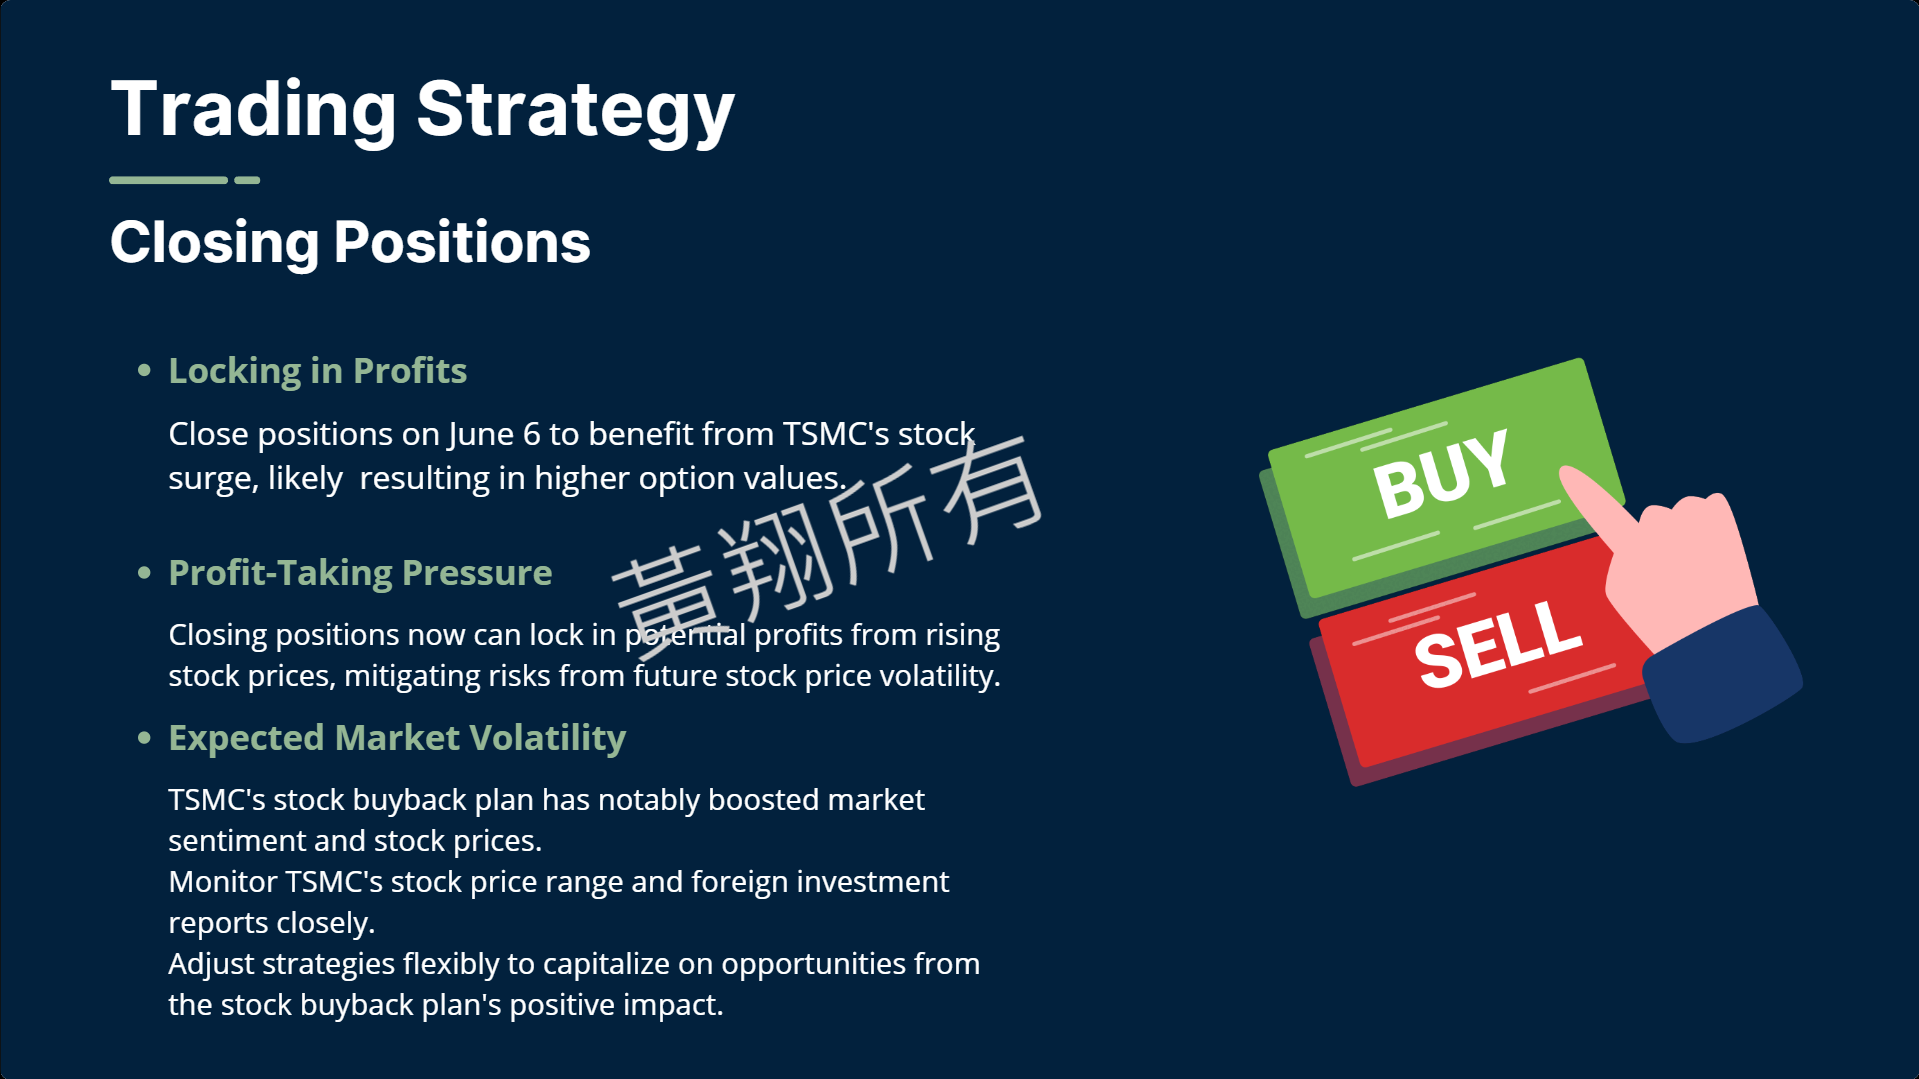 Trading Strategy
Closing Positions
Locking in Profits
Close positions on June 6 to benefit from TSMC's stock
surge, likely  resulting in higher option values.
黃翔所有
Profit-Taking Pressure
Closing positions now can lock in potential profits from rising
stock prices, mitigating risks from future stock price volatility.
Expected Market Volatility
TSMC's stock buyback plan has notably boosted market
sentiment and stock prices.
Monitor TSMC's stock price range and foreign investment
reports closely.
Adjust strategies flexibly to capitalize on opportunities from
the stock buyback plan's positive impact.
BUY
SELL